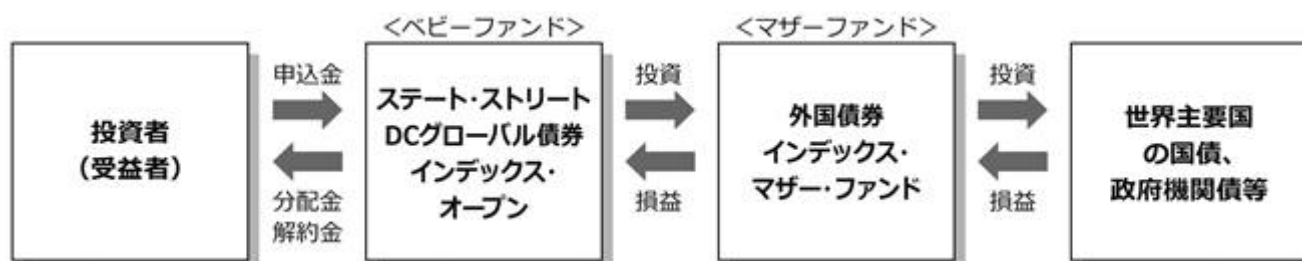 <ベビーファンド>
<マザーファンド>
投資者
（受益者）
申込金
分配金
解約金
ステート・ストリート
DCグローバル債券
インデックス・
オープン
投資
損益
外国債券
インデックス・
マザー・ファンド
投資
損益
世界主要国
の国債、
政府機関債等